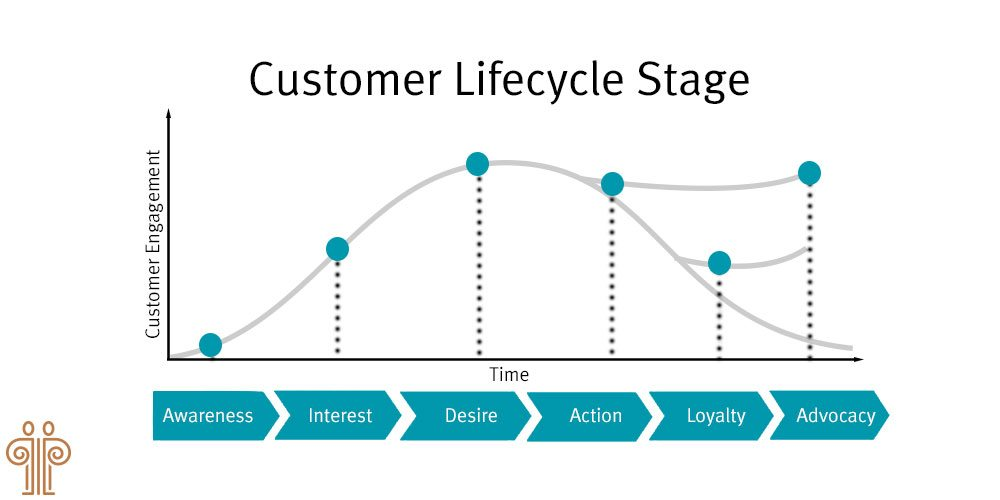 Customer Lifecycle Stage
Customer Engagement
Time
Awareness
Interest
Desire
Action
Loyalty
Advocacy